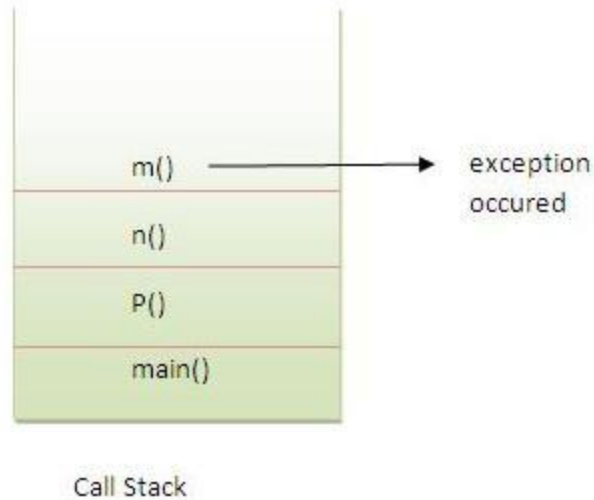 m()
exception
occured
n()
P()
main()
Call Stack